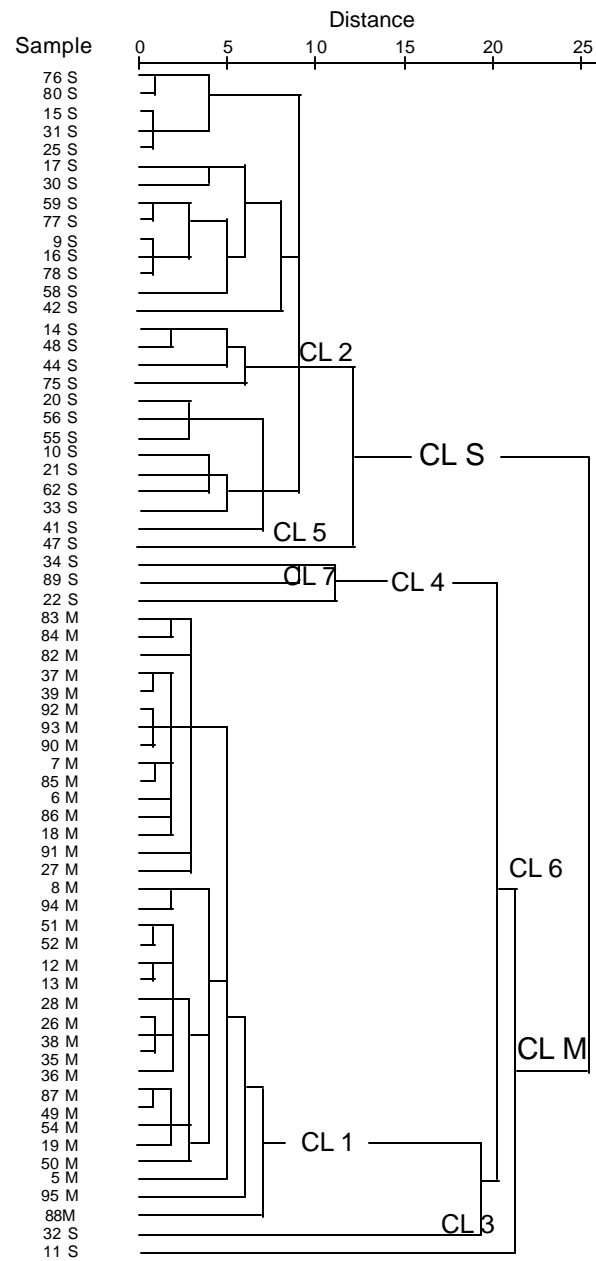 Distance
Sample
0 5 10 15 20 25
76 S
80 S
15 S
31 S
25 S
17 S
30 S
59 S
77 S
9 S
16 S
78 S
58 S
42 S
14 S
48 S
CL 2
44 S
75 S
20 S
56 S
55 S
10 S
CL S
21 S
62 S
33 S
41 S
CL 5
47 S
34 S
CL 7
89 S
CL 4
22 S
83 M
84 M
82 M
37 M
39 M
92 M
93 M
90 M
7 M
85 M
6 M
86 M
18 M
91 M
CL 6
27 M
8 M
94 M
51 M
52 M
12 M
13 M
28 M
26 M
38 M
CL M
35 M
36 M
87 M
49 M
54 M
CL 1
19 M
50 M
5 M
95 M
88M
CL 3
32 S
11 S